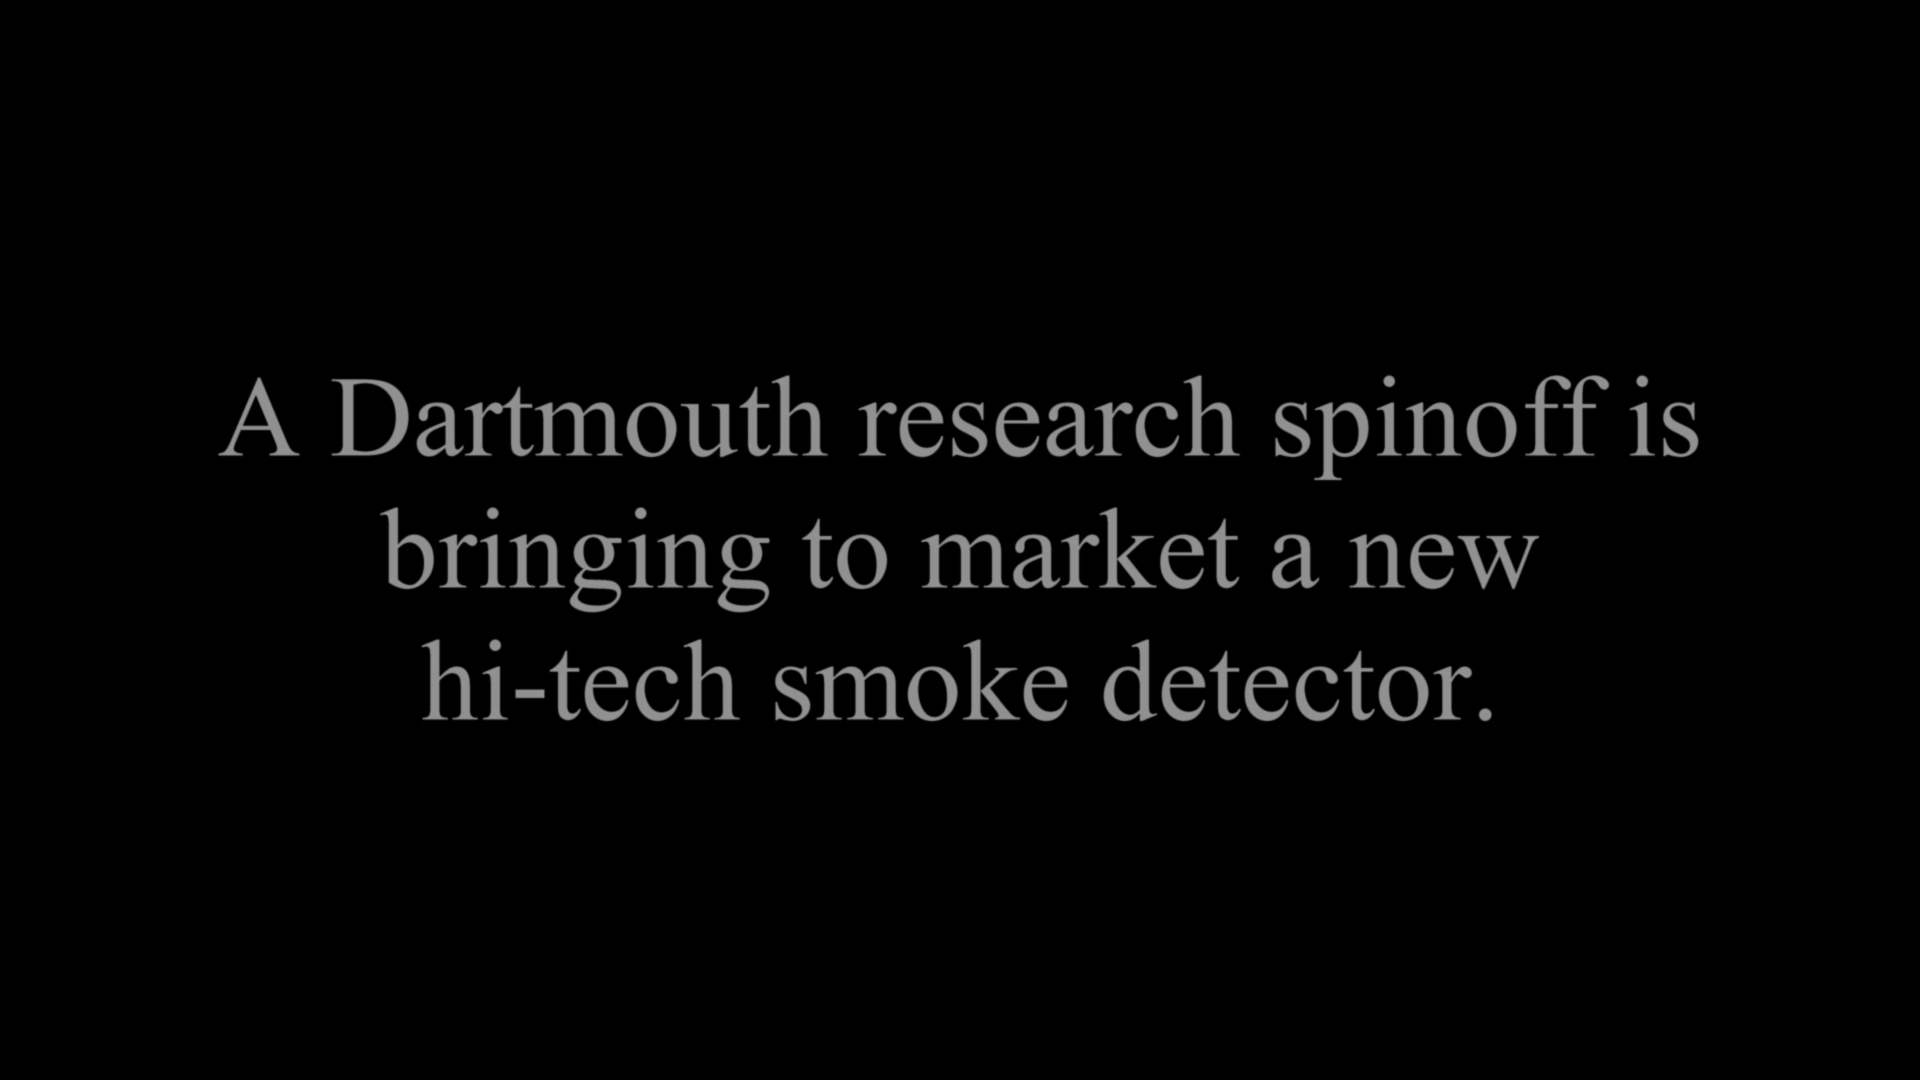 A Dartmouth research spinoff is
bringing to market a new
hi-tech smoke detector.